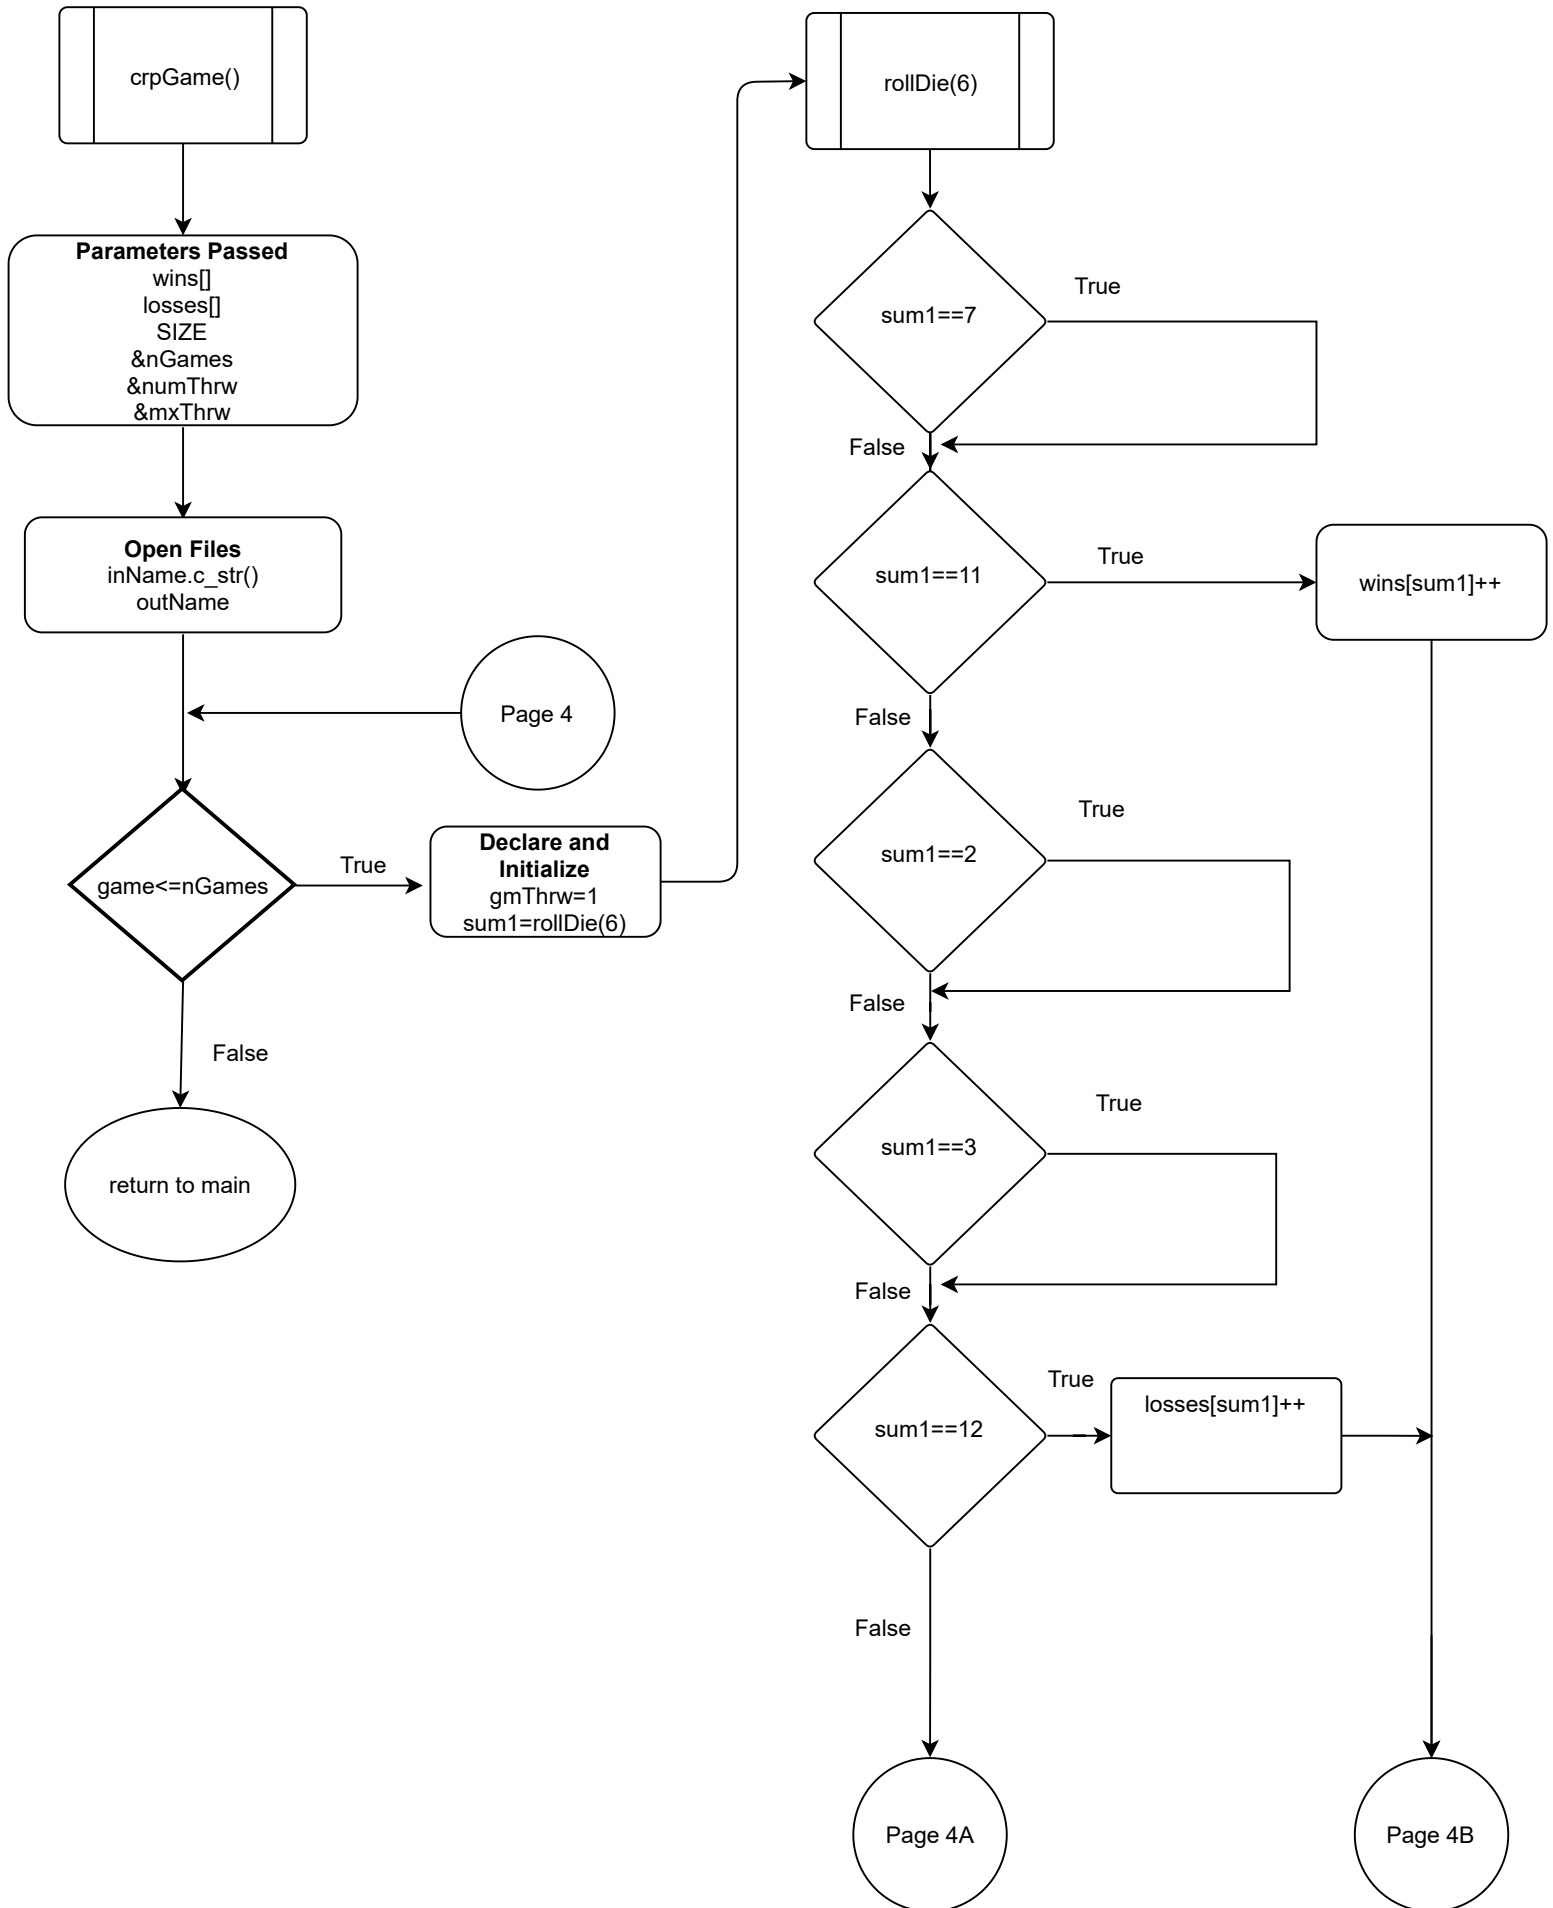 crpGame()
Parameters Passed
wins[]
losses[]
SIZE
&nGames
&numThrw
&mxThrw
Open Files
inName.c_str()
outName
Page 4
game<=nGames
True
Declare and
Initialize
gmThrw=1
sum1=rollDie(6)
False
return to main
rollDie(6)
True
sum1==7
False
True
sum1==11
wins[sum1]++
False
True
sum1==2
False
True
sum1==3
False
True
sum1==12
losses[sum1]++
False
Page 4A
Page 4B